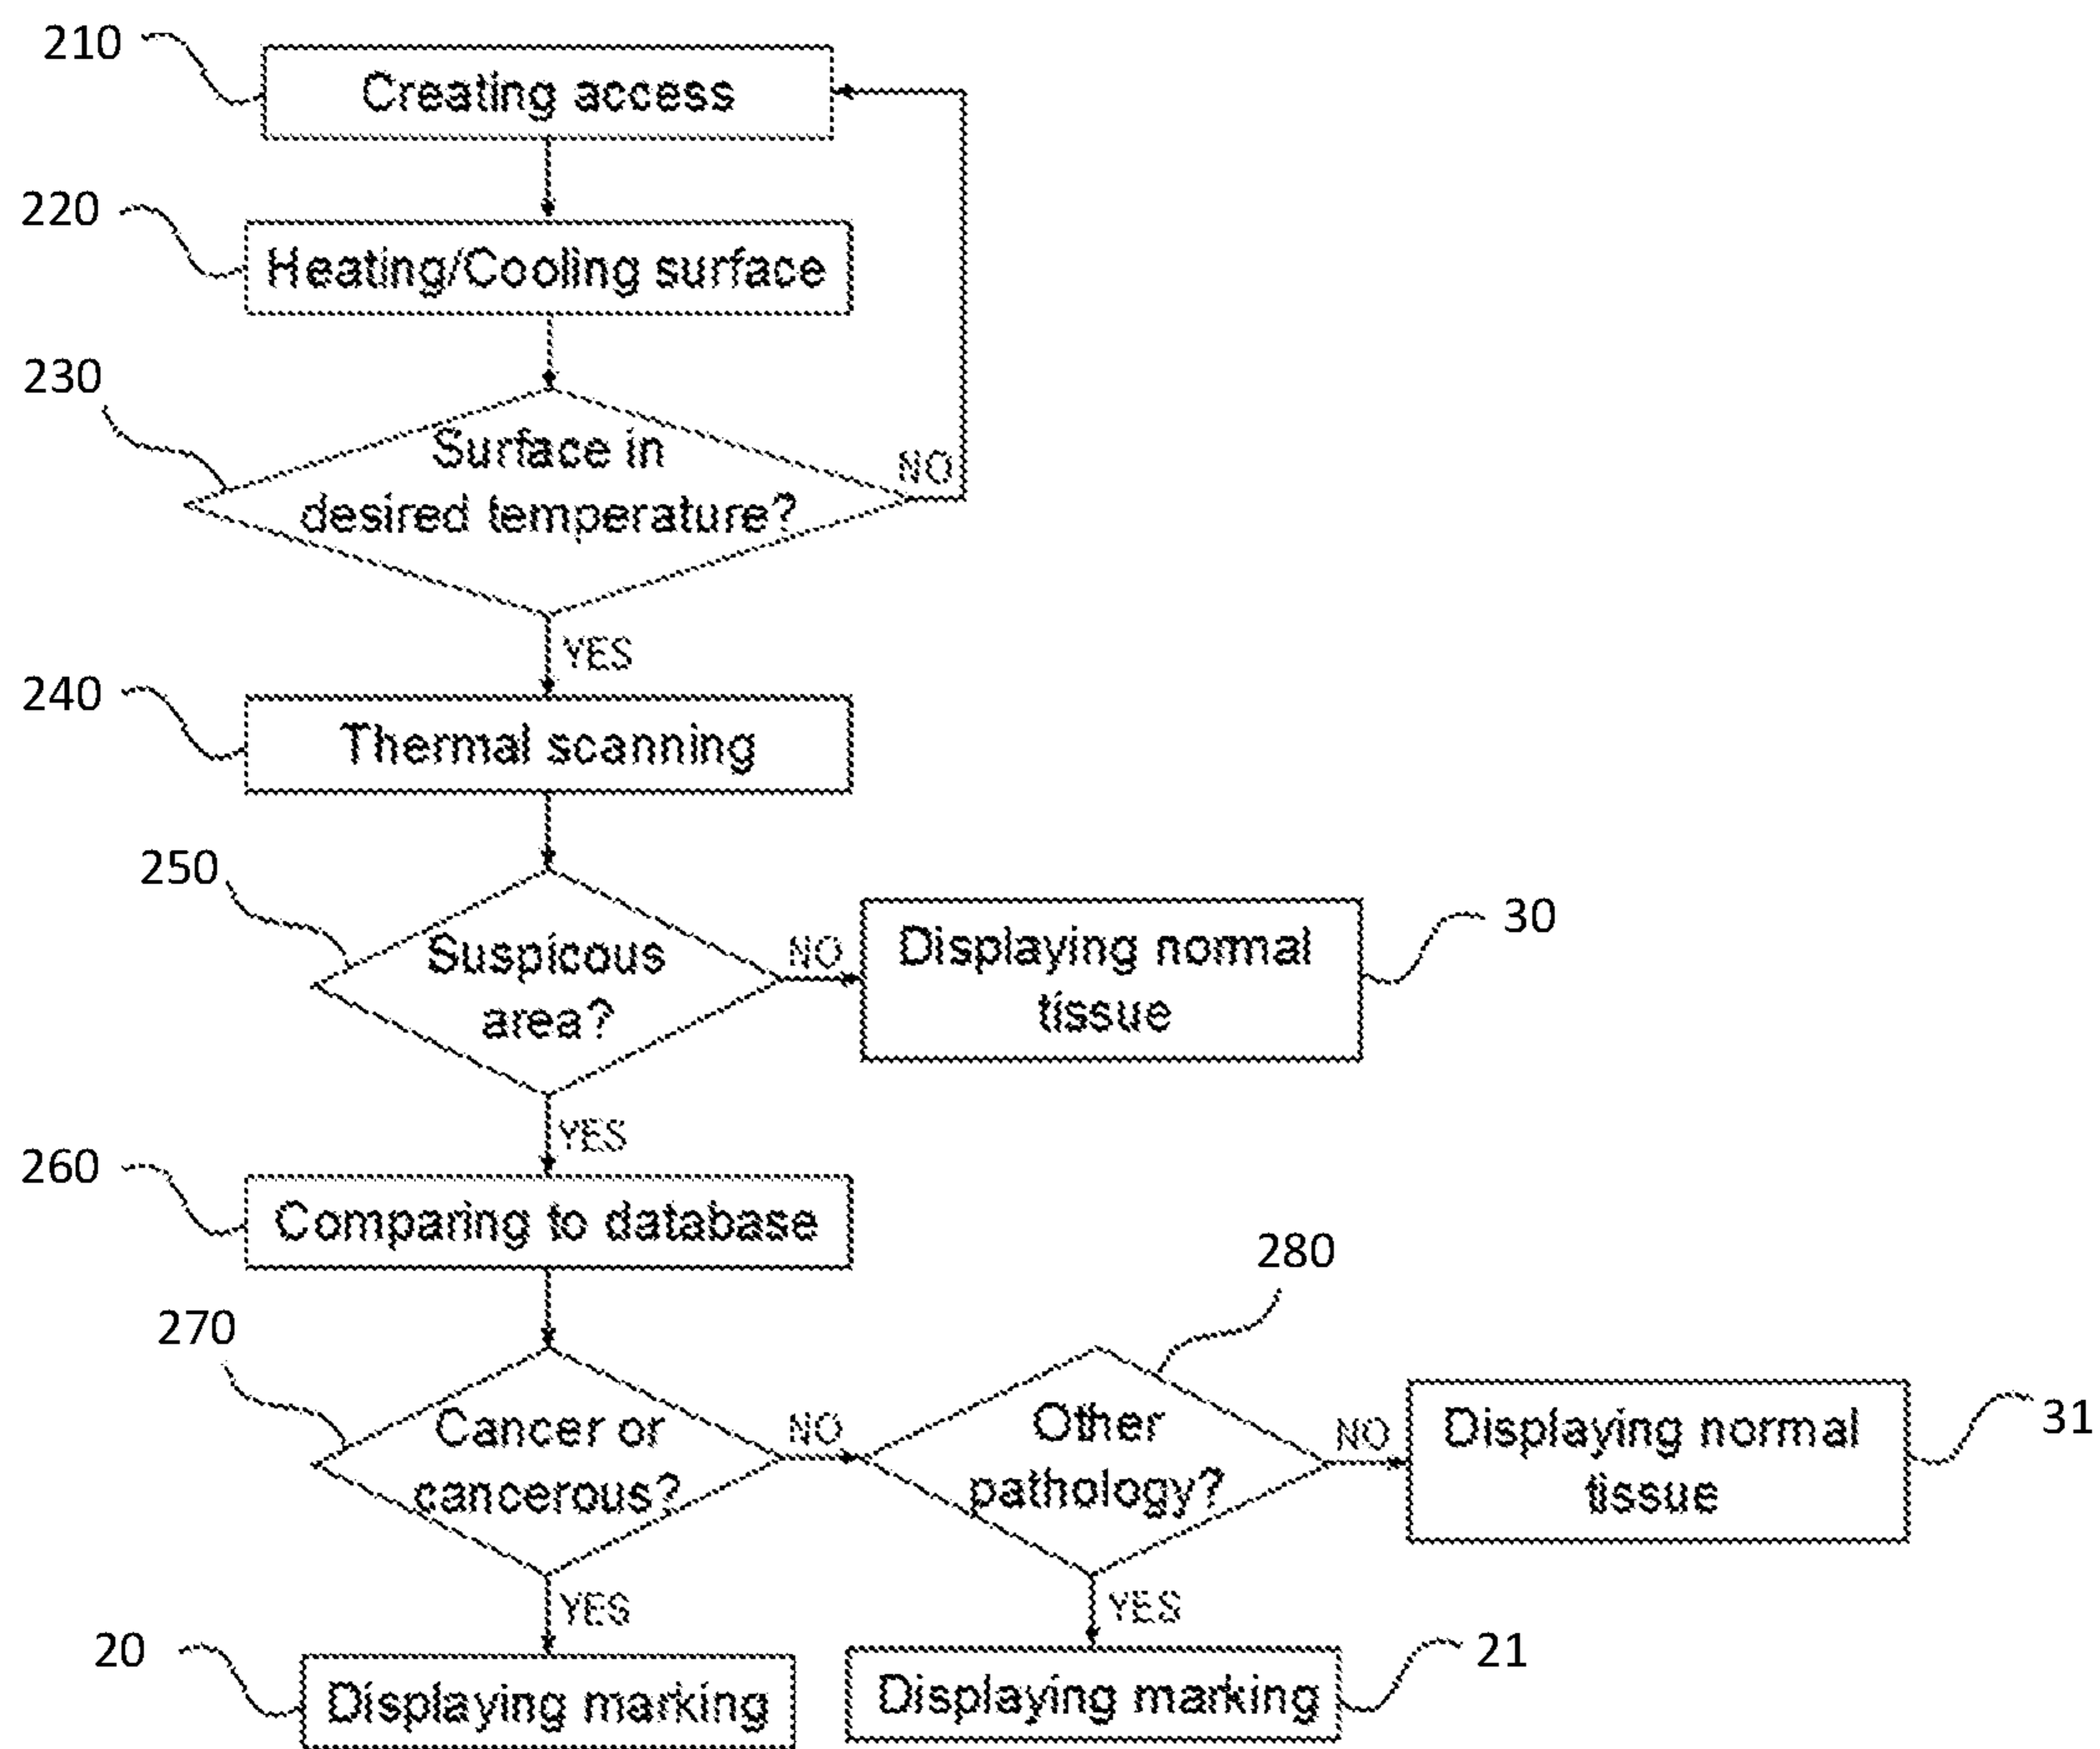 210
Creating access
220
Heating/Cooling surface
230
Surface in
desired temperature?
NO
YES
240
Thermal scanning
250
Suspicous
area?
NO
Displaying normal
tissue
30
YES
260
Comparing to database
270
Cancer or
cancerous?
NO
280
Other
pathology?
NO
Displaying normal
tissue
31
YES
YES
20
Displaying marking
Displaying marking
21